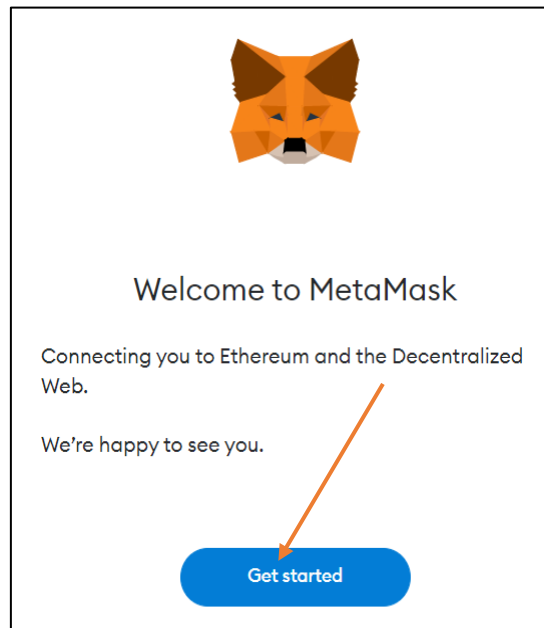 Welcome to MetaMask
Connecting you to Ethereum and the Decentralized
Web.
We’re happy to see you.
Get started